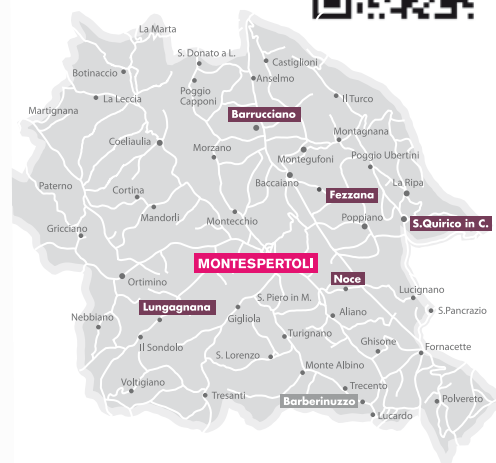 La Marta
S. Donato a L.
Castiglioni
Botinaccio
Anselmo
La Leccia
Poggio
Capponi
Il Turco
Martignana
Barrucciano
Montagnana
Coeliaulia
Morzano
Montegufoni
Poggio Ubertini
Baccaiano
La Ripa
Paterno
Cortina
Fezzana
Mandorli
Montecchio
Poppiano
S.Quirico in C.
Gricciano
MONTESPERTOLI
Ortimino
Noce
Lucignano
Lungagnana
S. Piero in M.
Nebbiano
Gigliola
Aliano
S.Pancrazio
Il Sondolo
Turignano
Ghisone
Fornacette
S. Lorenzo
Monte Albino
Voltigiano
Trecento
Tresanti
Barberinuzzo
Polvereto
Lucardo